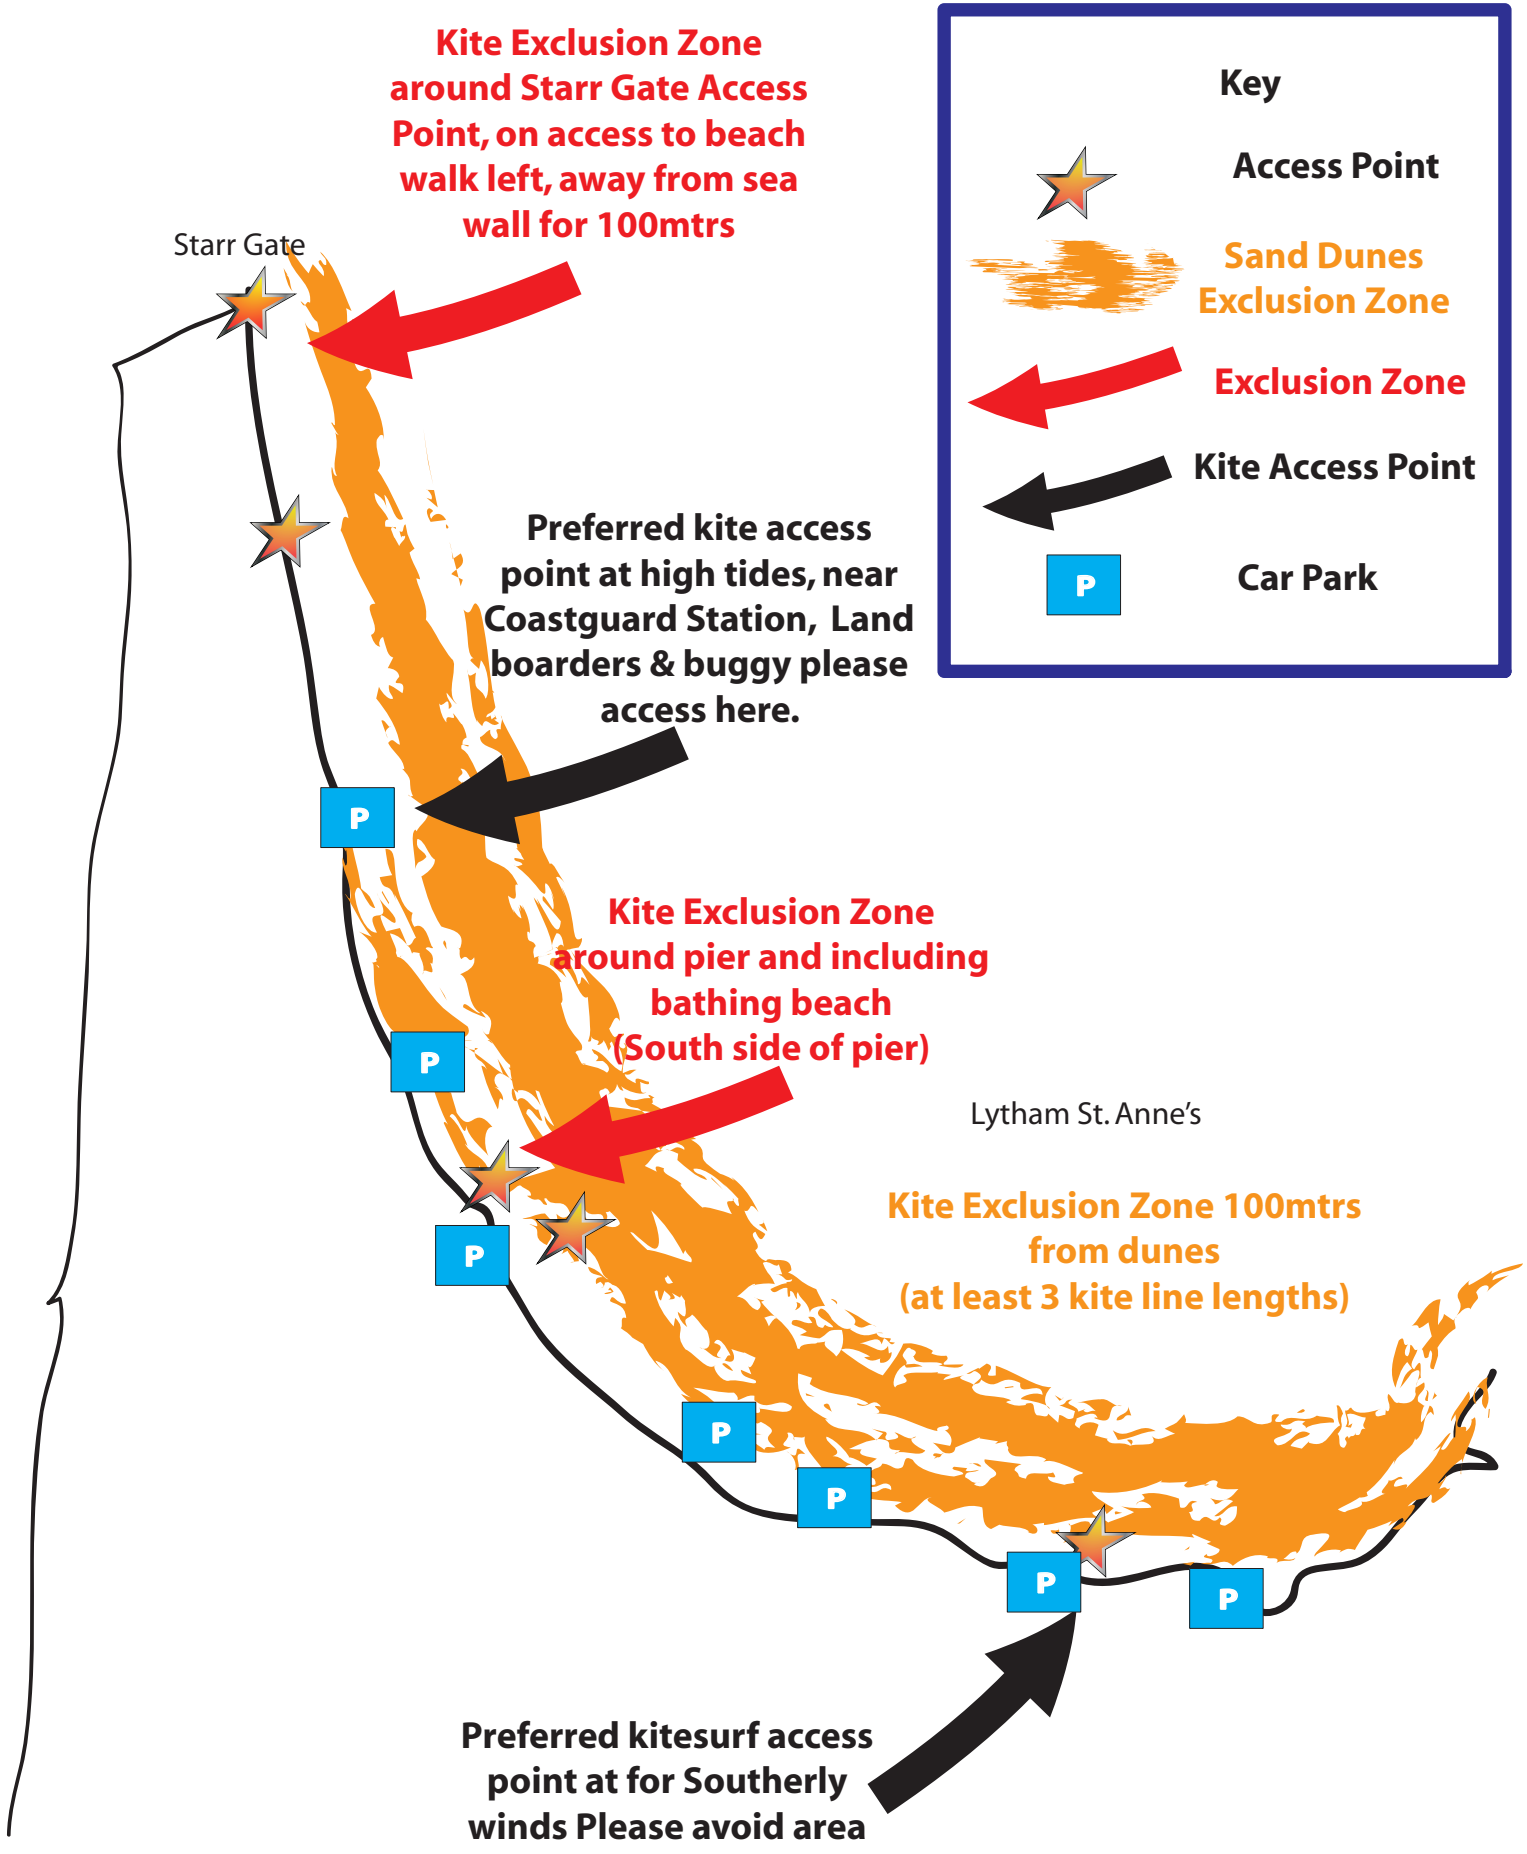 Kite Exclusion Zone
around Starr Gate Access
Point, on access to beach
walk left, away from sea
wall for 100mtrs
Key
Access Point
Sand Dunes
Exclusion Zone
Exclusion Zone
Kite Access Point
P
Car Park
Starr Gate
Preferred kite access
point at high tides, near
Coastguard Station, Land
boarders & buggy please
access here.
P
Kite Exclusion Zone
around pier and including
bathing beach
(South side of pier)
P
Lytham St. Anne's
Kite Exclusion Zone 100mtrs
from dunes
(at least 3 kite line lengths)
P
P
P
P
P
Preferred kitesurf access
point at for Southerly
winds Please avoid area